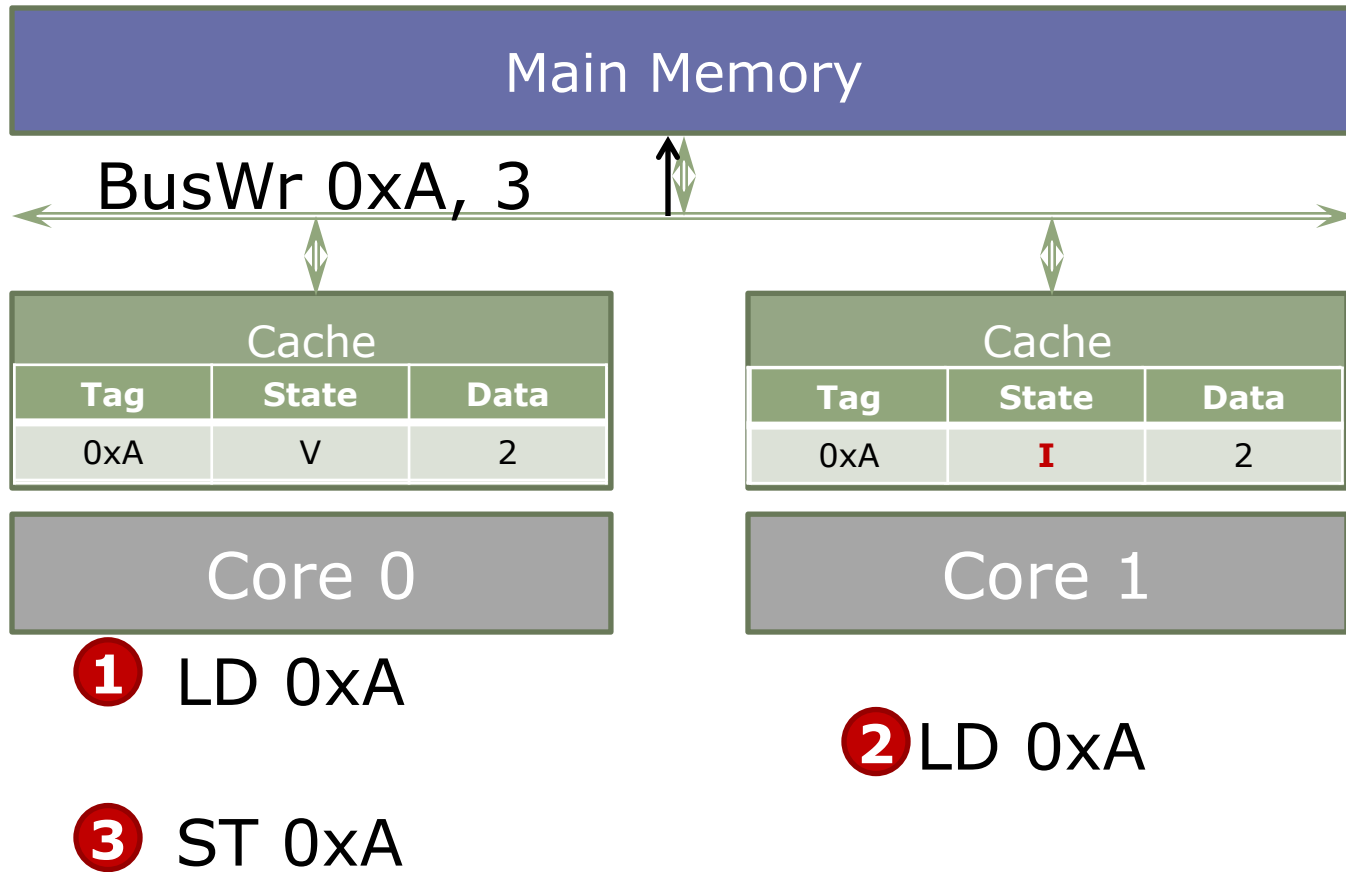 Main Memory
BusWr 0xA, 3
Cache
Tag State Data
0xA V 2
Cache
Tag State Data
0xA I 2
Core 0
Core 1
1 LD 0xA
2 LD 0xA
3 ST 0xA